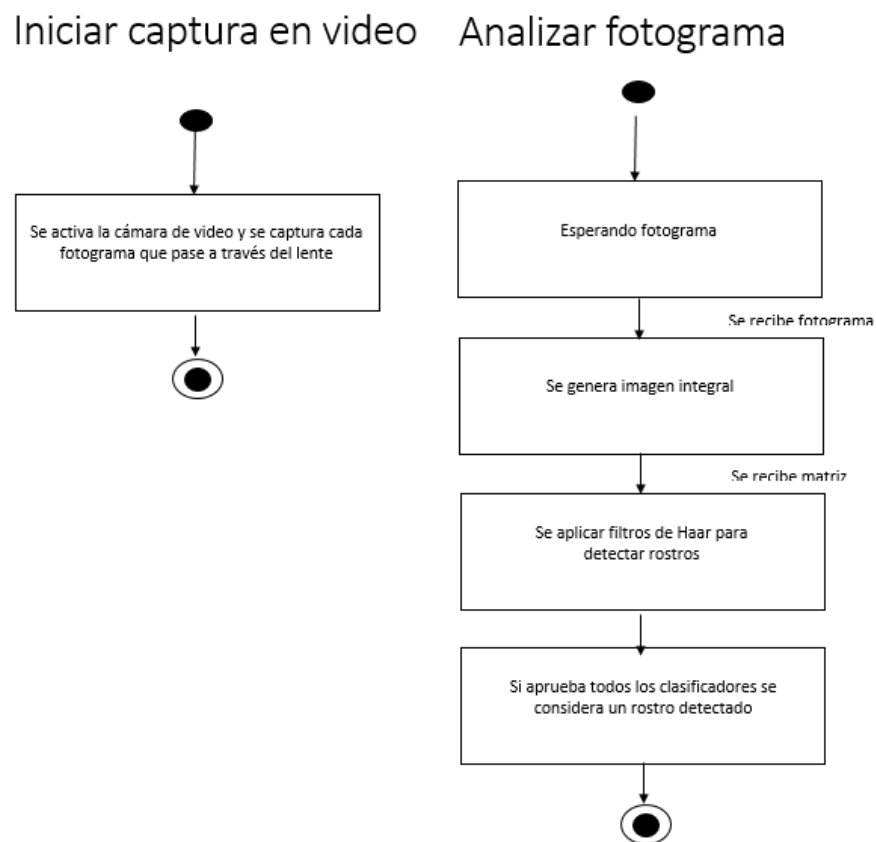 Iniciar captura en video
Se activa la cámara de video y se captura cada
fotograma que pase a través del lente
Analizar fotograma
Esperando fotograma
Se recibe fotograma
Se genera imagen integral
Se recibe matriz
Se aplicar filtros de Haar para
detectar rostros
Si aprueba todos los clasificadores se
considera un rostro detectado